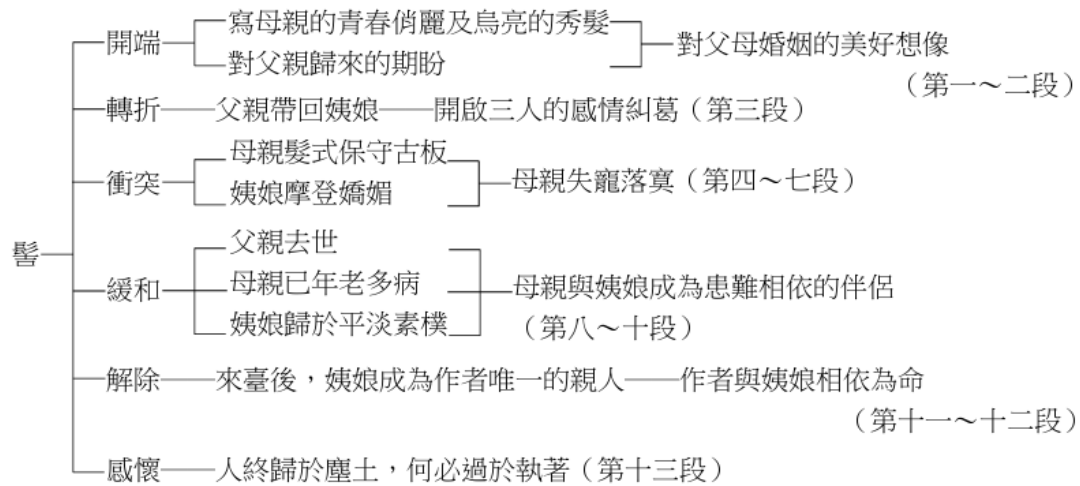 髻
開端
寫母親的青春俏麗及烏亮的秀髮
對父親歸來的期盼
對父母婚姻的美好想像
（第一～二段）
轉折
父親帶回姨娘
開啟三人的感情糾葛（第三段）
衝突
母親髮式保守古板
姨娘摩登嬌媚
母親失寵落寞（第四～七段）
緩和
父親去世
母親已年老多病
姨娘歸於平淡素樸
母親與姨娘成為患難相依的伴侶
（第八～十段）
解除
來臺後，姨娘成為作者唯一的親人
作者與姨娘相依為命
（第十一～十二段）
感懷
人終歸於塵土，何必過於執著（第十三段）